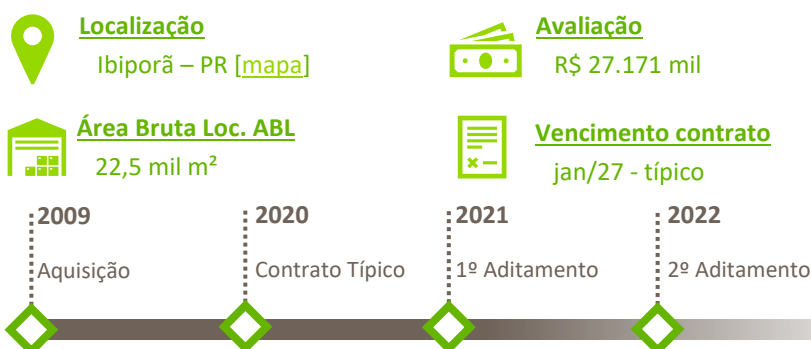 Localização
Ibiporã – PR [mapa]
Avaliação
R$ 27.171 mil
Área Bruta Loc. ABL
22,5 mil m²
Vencimento contrato
jan/27 - típico
2009
Aquisição
2020
Contrato Típico
2021
1º Aditamento
2022
2º Aditamento